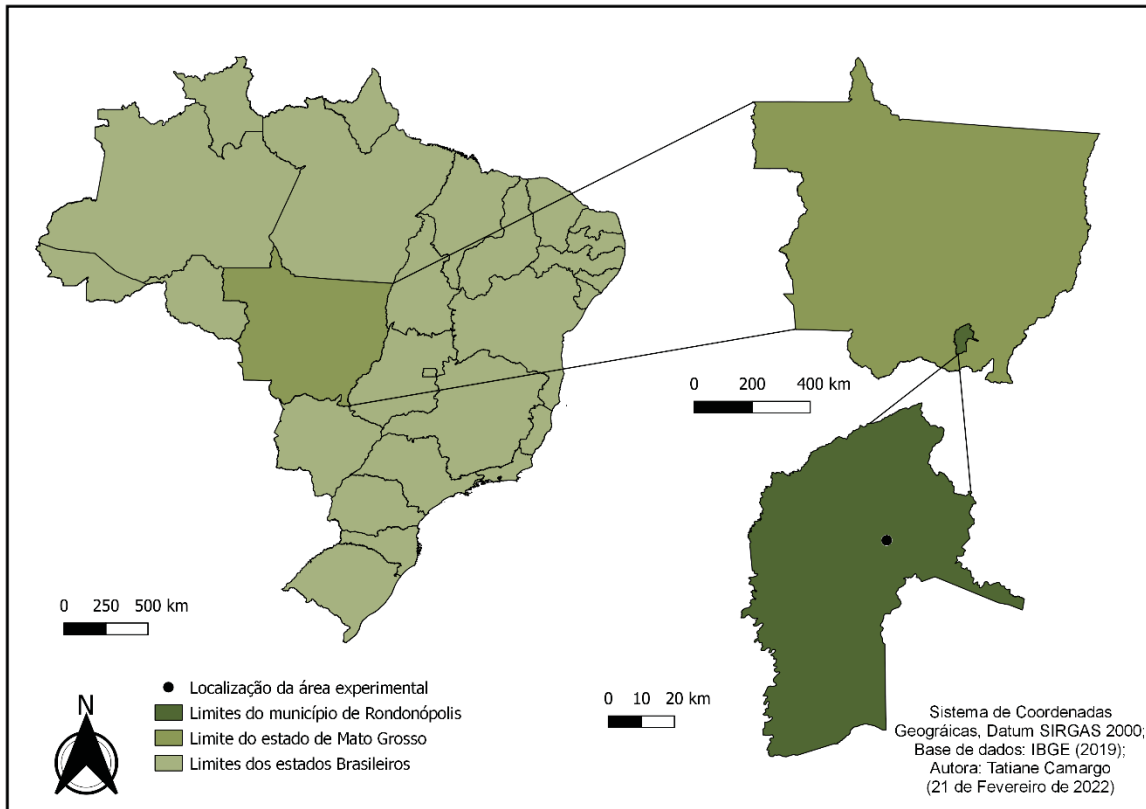 0 200 400 km
0 250 500 km
0 10 20 km
N
Localização da área experimental
Limites do município de Rondonópolis
Limite do estado de Mato Grosso
Limites dos estados Brasileiros
Sistema de Coordenadas
Geográicas, Datum SIRGAS 2000;
Base de dados: IBGE (2019);
Autora: Tatiane Camargo
(21 de Fevereiro de 2022)